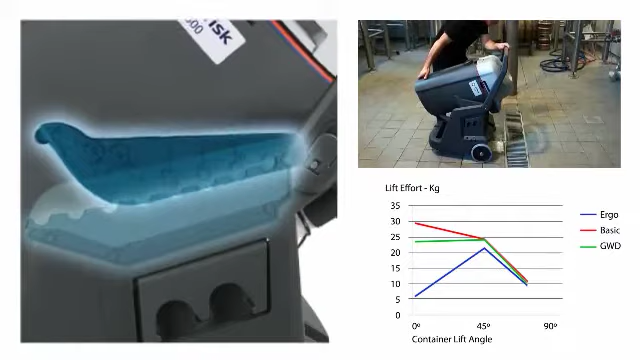 isk
500
Lift Effort - Kg
35
30
25
20
15
10
5
0
0º
45º
90º
Container Lift Angle
Ergo
Basic
GWD